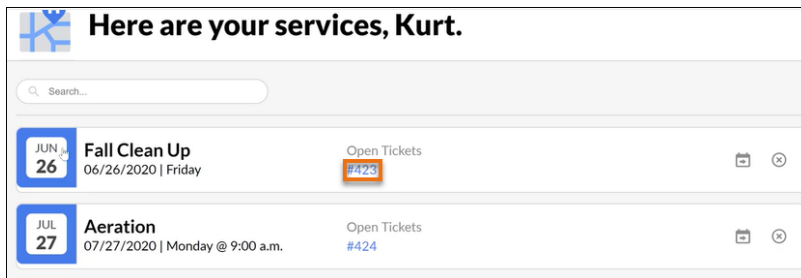 Here are your services, Kurt.
Search...
JUN
26
Fall Clean Up
06/26/2020 | Friday
Open Tickets
#423
JUL
27
Aeration
07/27/2020 | Monday @ 9:00 a.m.
Open Tickets
#424